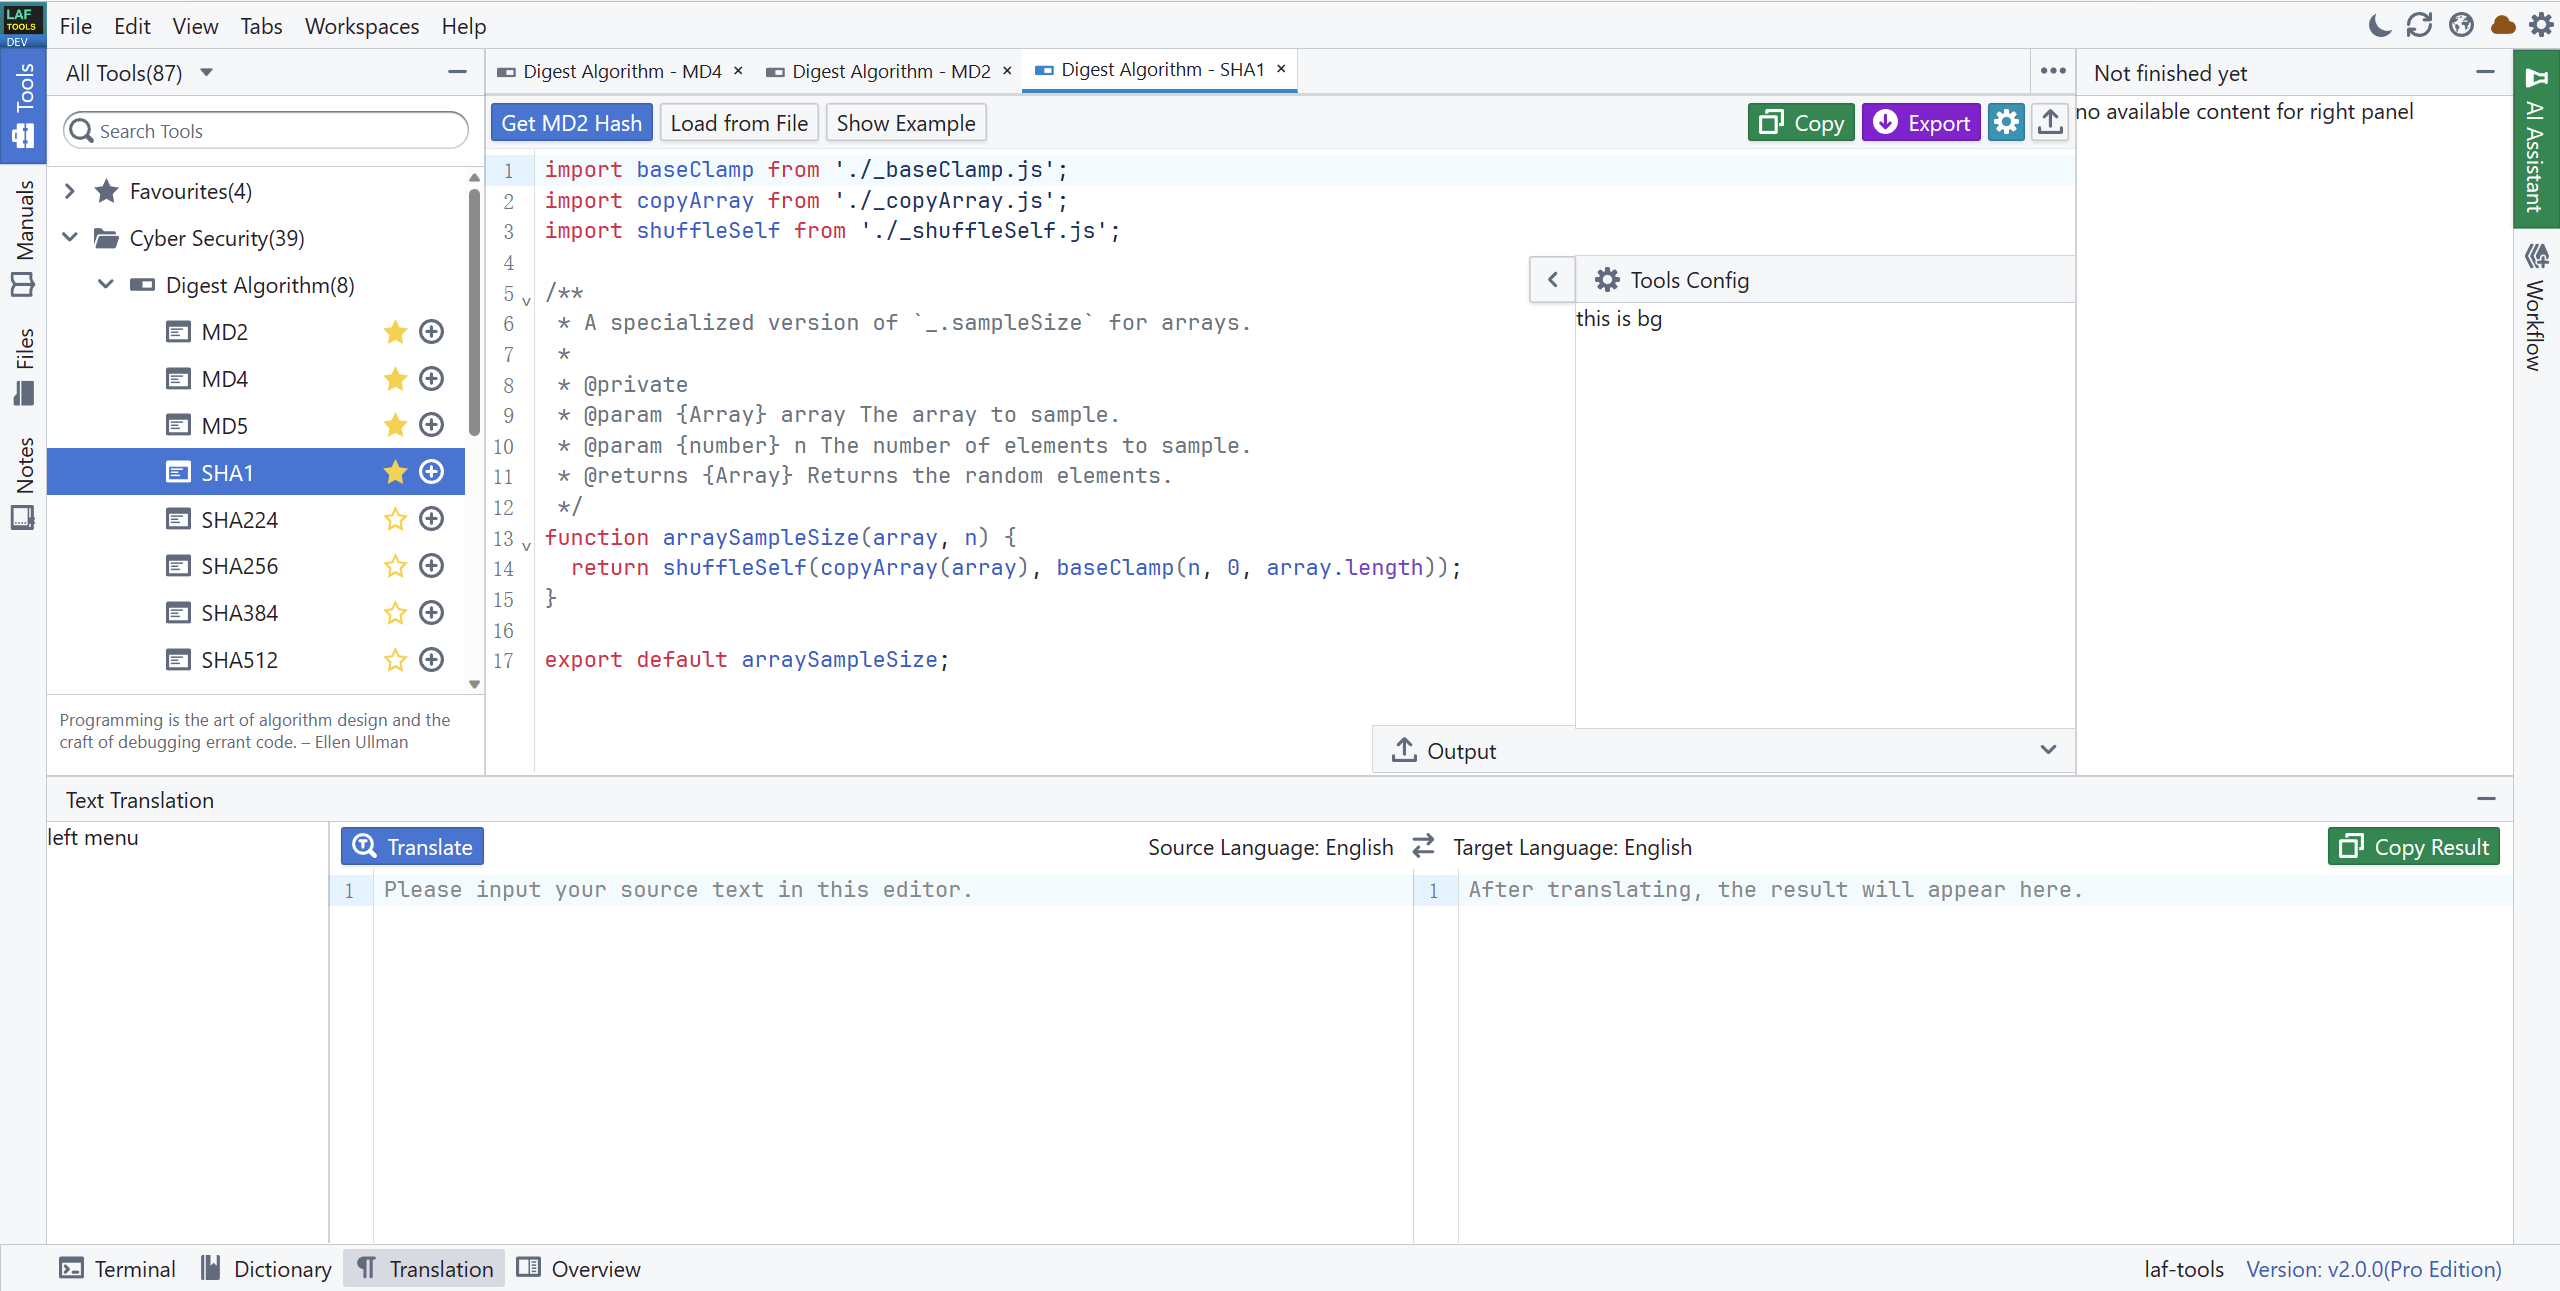 LAF
TOOLS
DEV
File Edit View Tabs Workspaces Help
Tools
Manuals
Files
Notes
All Tools(87)
Search Tools
Favourites(4)
Cyber Security(39)
Digest Algorithm(8)
MD2
MD4
MD5
SHA1
SHA224
SHA256
SHA384
SHA512
Programming is the art of algorithm design and the
craft of debugging errant code. – Ellen Ullman
Digest Algorithm - MD4 × Digest Algorithm - MD2 × Digest Algorithm - SHA1 ×
Get MD2 Hash Load from File Show Example Copy Export
1 import baseClamp from './_baseClamp.js';
2 import copyArray from './_copyArray.js';
3 import shuffleSelf from './_shuffleSelf.js';
4
5 /**
6  * A specialized version of `_.sampleSize` for arrays.
7  *
8  * @private
9  * @param {Array} array The array to sample.
10  * @param {number} n The number of elements to sample.
11  * @returns {Array} Returns the random elements.
12  */
13 function arraySampleSize(array, n) {
14   return shuffleSelf(copyArray(array), baseClamp(n, 0, array.length));
15 }
16
17 export default arraySampleSize;
Tools Config
this is bg
Output
Not finished yet
no available content for right panel
AI Assistant
Workflow
Text Translation
left menu
Translate Source Language: English Target Language: English Copy Result
1 Please input your source text in this editor.
1 After translating, the result will appear here.
Terminal Dictionary Translation Overview laf-tools Version: v2.0.0(Pro Edition)